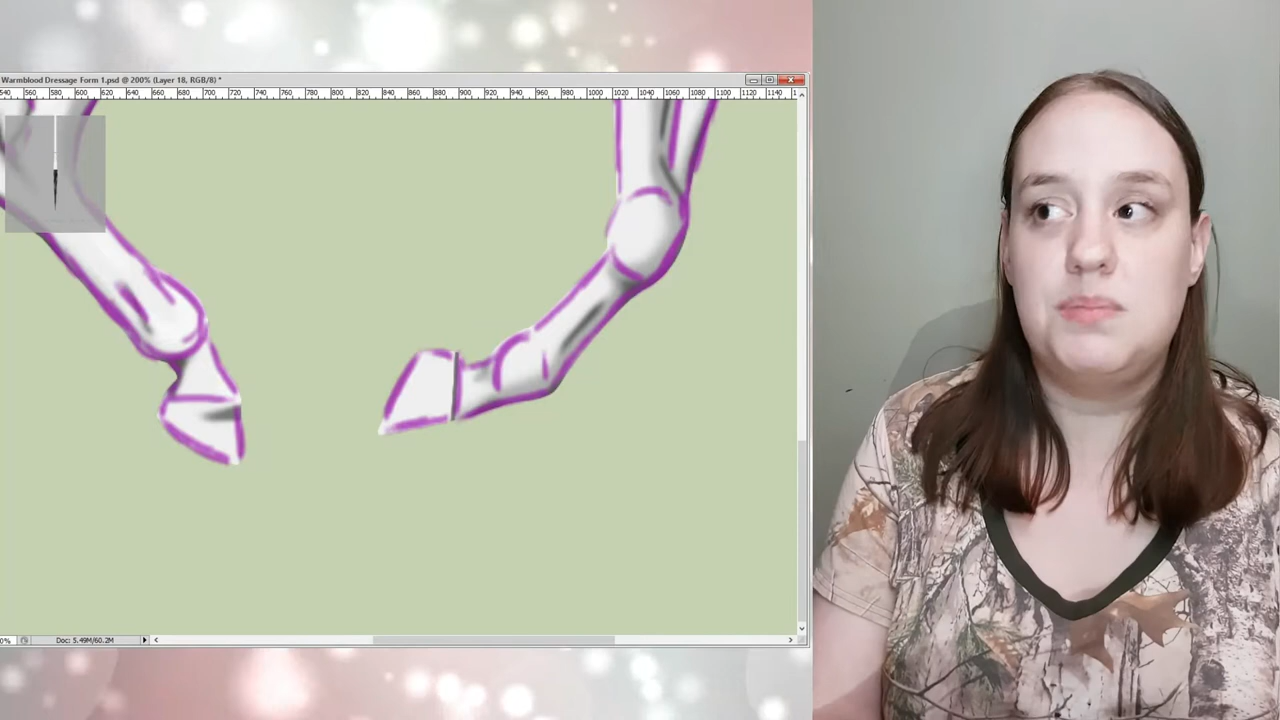 Warmblood Dressage Form 1.psd @ 200% (Layer 18, RGB/8) *
540 560 580 600 620 640 660 680 700 720 740 760 780 800 820 840 860 880 900 920 940 960 980 1000 1020 1040 1060 1080 1100 1120 1140 1
0% Doc: 5.49M/60.2M